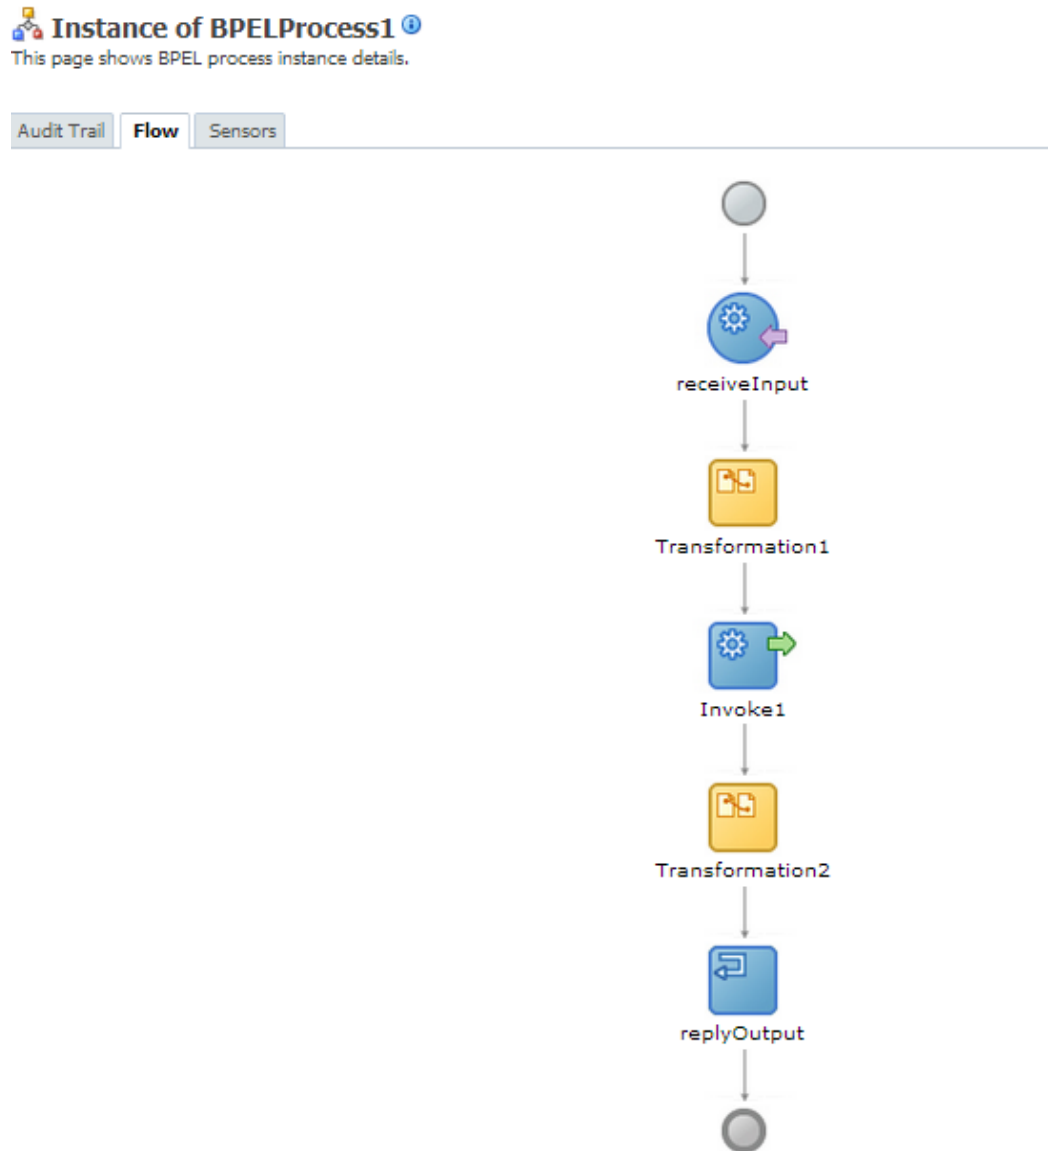 Instance of BPELProcess1
This page shows BPEL process instance details.
Audit Trail Flow Sensors
receiveInput
Transformation1
Invoke1
Transformation2
replyOutput